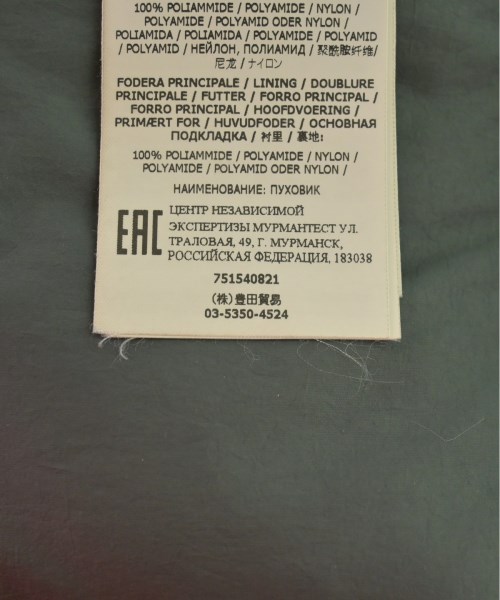 100% POLIAMMIDE / POLYAMIDE / NYLON /
POLYAMIDE / POLYAMID ODER NYLON /
POLIAMIDA / POLIAMIDA / POLYAMIDE / POLYAMID
/ POLYAMID / НЕЙЛОН, ПОЛИАМИД / 聚酰胺纤维/
尼龙 / ナイロン
FODERA PRINCIPALE / LINING / DOUBLURE
PRINCIPALE / FUTTER / FORRO PRINCIPAL /
FORRO PRINCIPAL / HOOFDVOERING /
PRIMÆRT FOR / HUVUDFODER / ОСНОВНАЯ
ПОДКЛАДКА / 衬里 / 裏地:
100% POLIAMMIDE / POLYAMIDE / NYLON /
POLYAMIDE / POLYAMID ODER NYLON /
НАИМЕНОВАНИЕ: ПУХОВИК
EAC ЦЕНТР НЕЗАВИСИМОЙ
ЭКСПЕРТИЗЫ МУРМАНТЕСТ УЛ.
ТРАЛОВАЯ, 49, Г. МУРМАНСК,
РОССИЙСКАЯ ФЕДЕРАЦИЯ, 183038
751540821
(株)豊田貿易
03-5350-4524